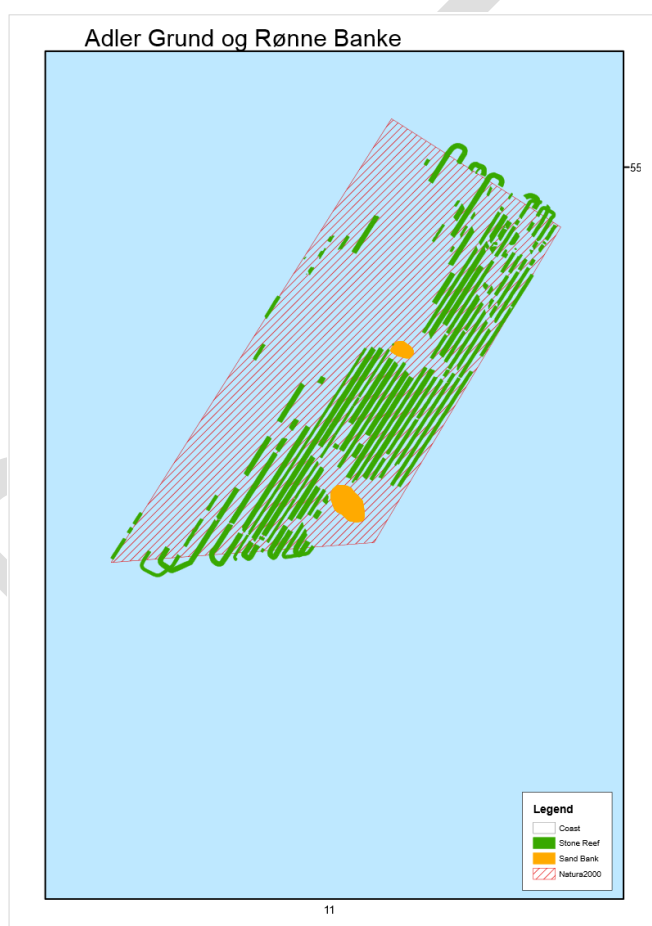 Adler Grund og Rønne Banke
55
Legend
Coast
Stone Reef
Sand Bank
Natura2000
11